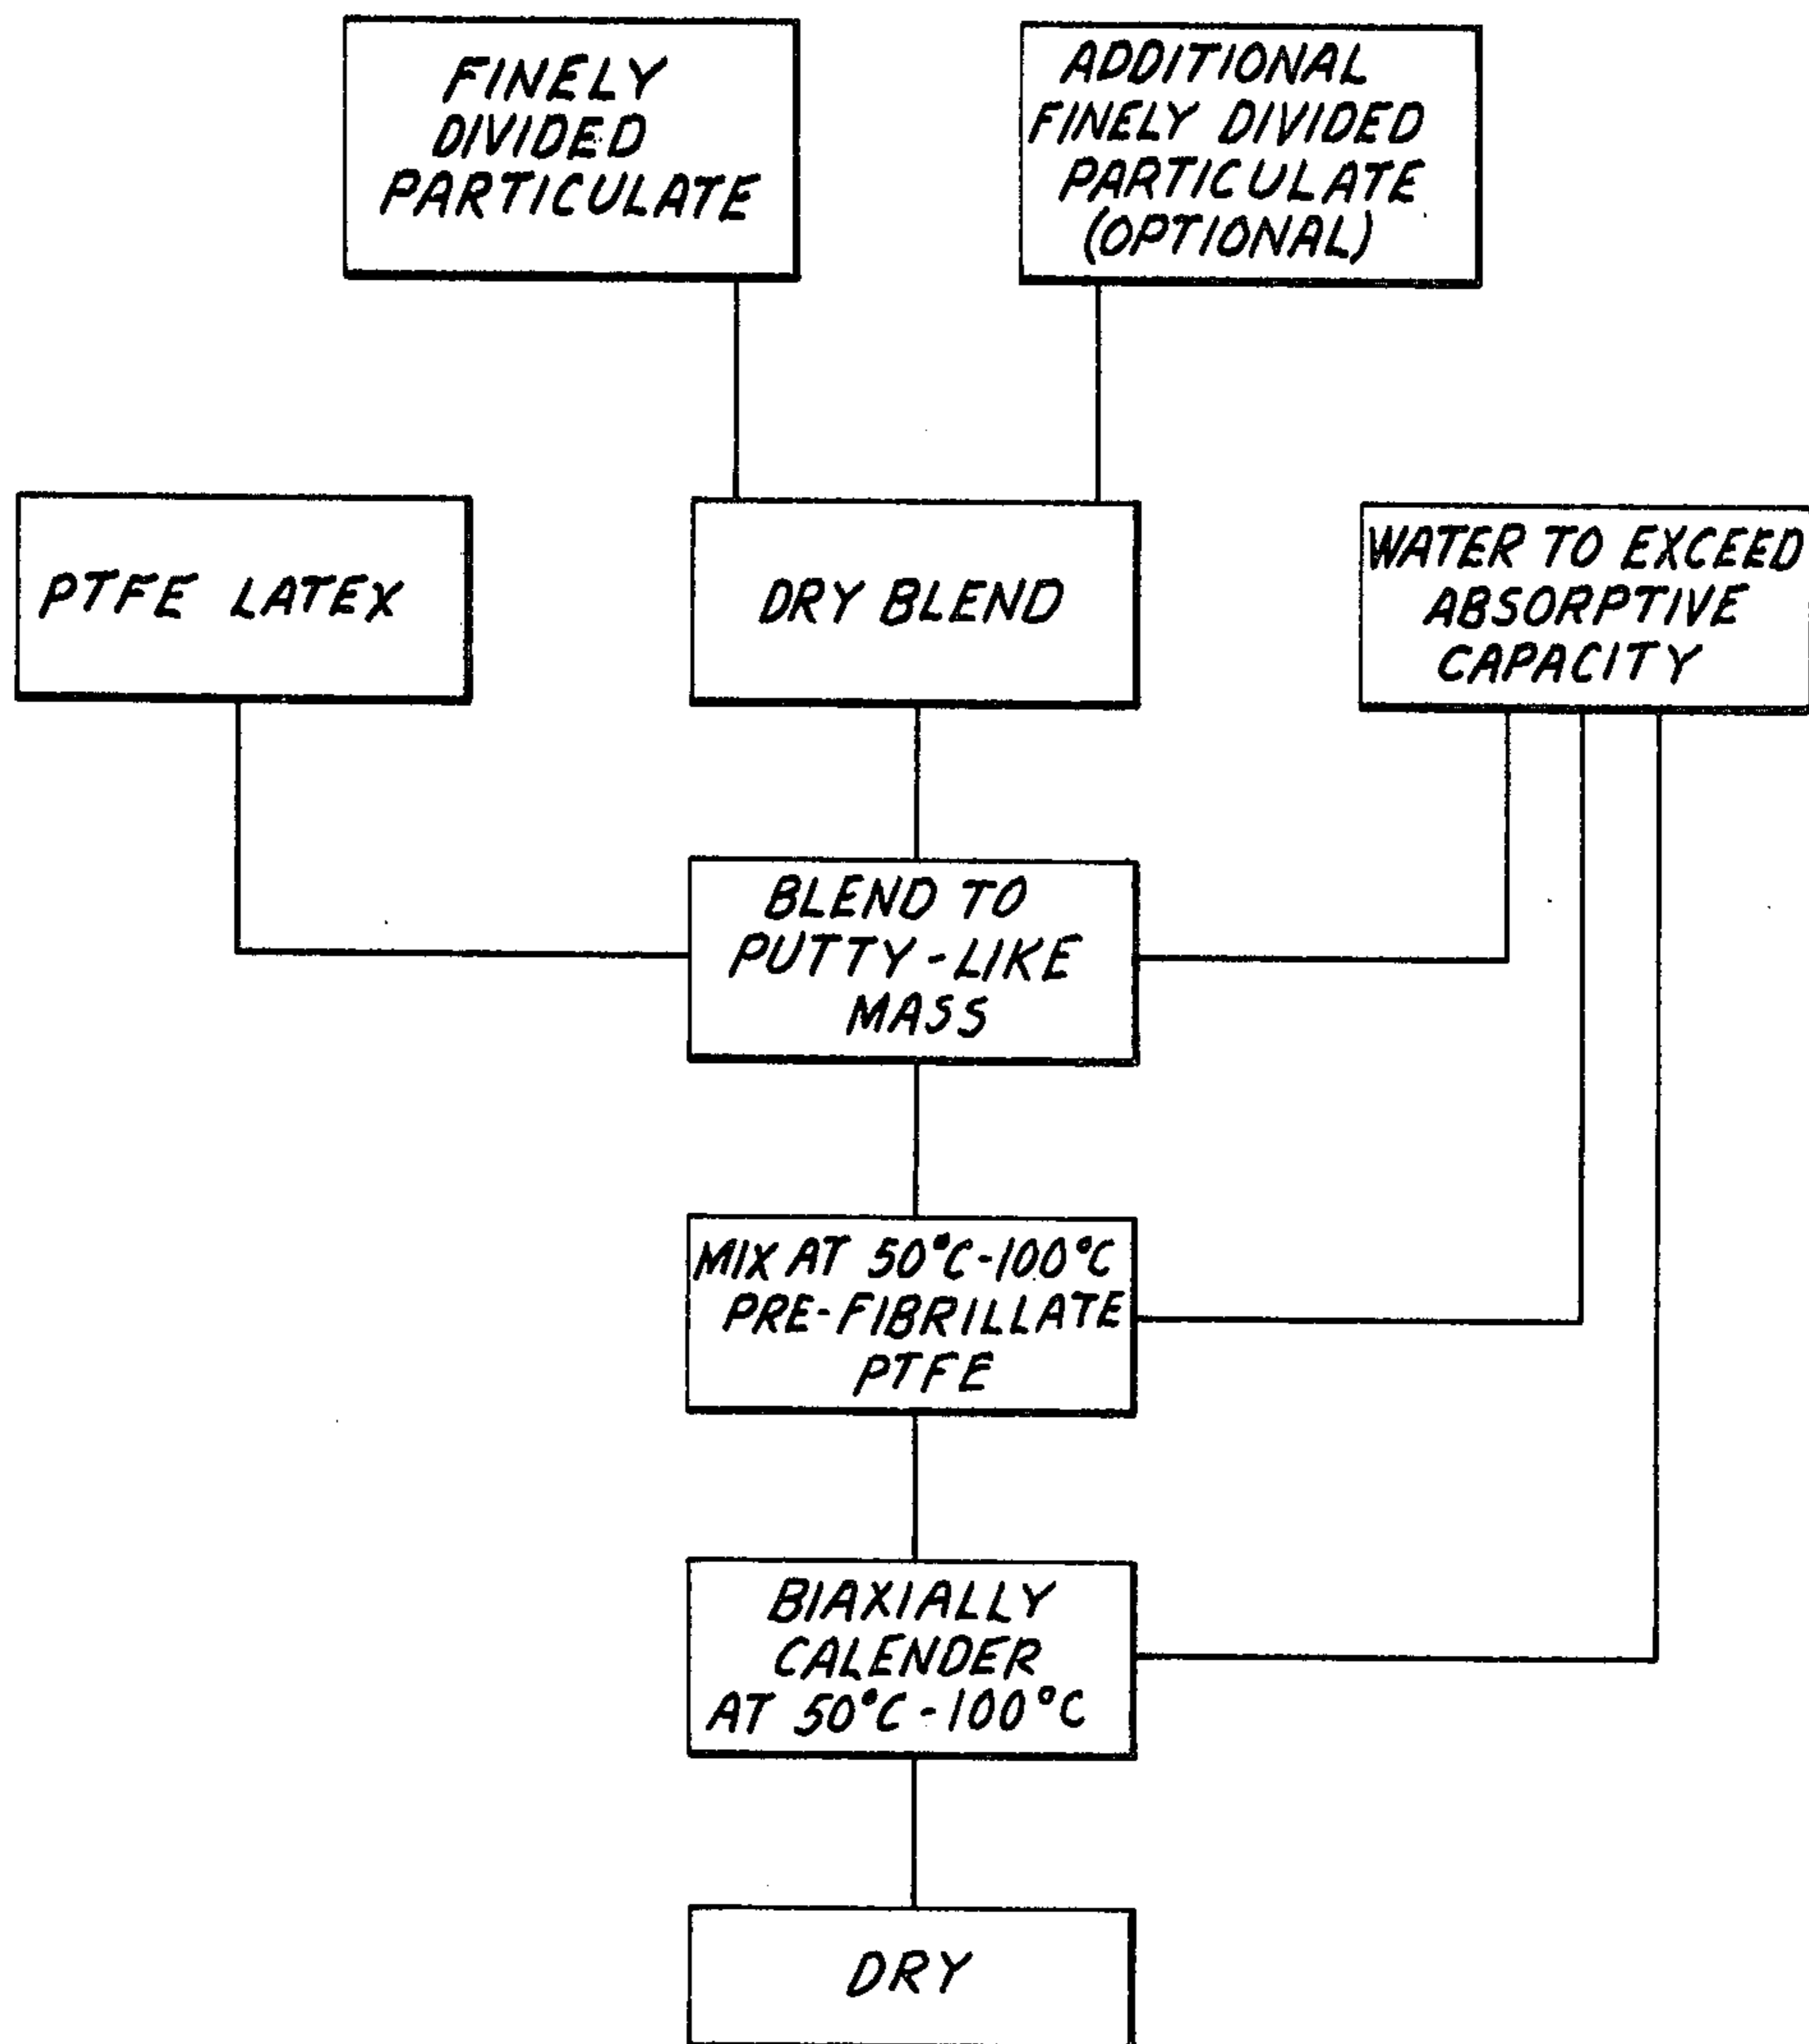 FINELY
DIVIDED
PARTICULATE
ADDITIONAL
FINELY DIVIDED
PARTICULATE
(OPTIONAL)
PTFE LATEX
DRY BLEND
WATER TO EXCEED
ABSORPTIVE
CAPACITY
BLEND TO
PUTTY-LIKE
MASS
MIX AT 50°C-100°C
PRE-FIBRILLATE
PTFE
BIAXIALLY
CALENDER
AT 50°C-100°C
DRY